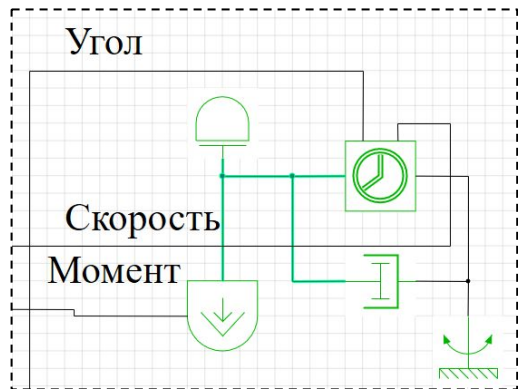 Угол
Скорость
Момент